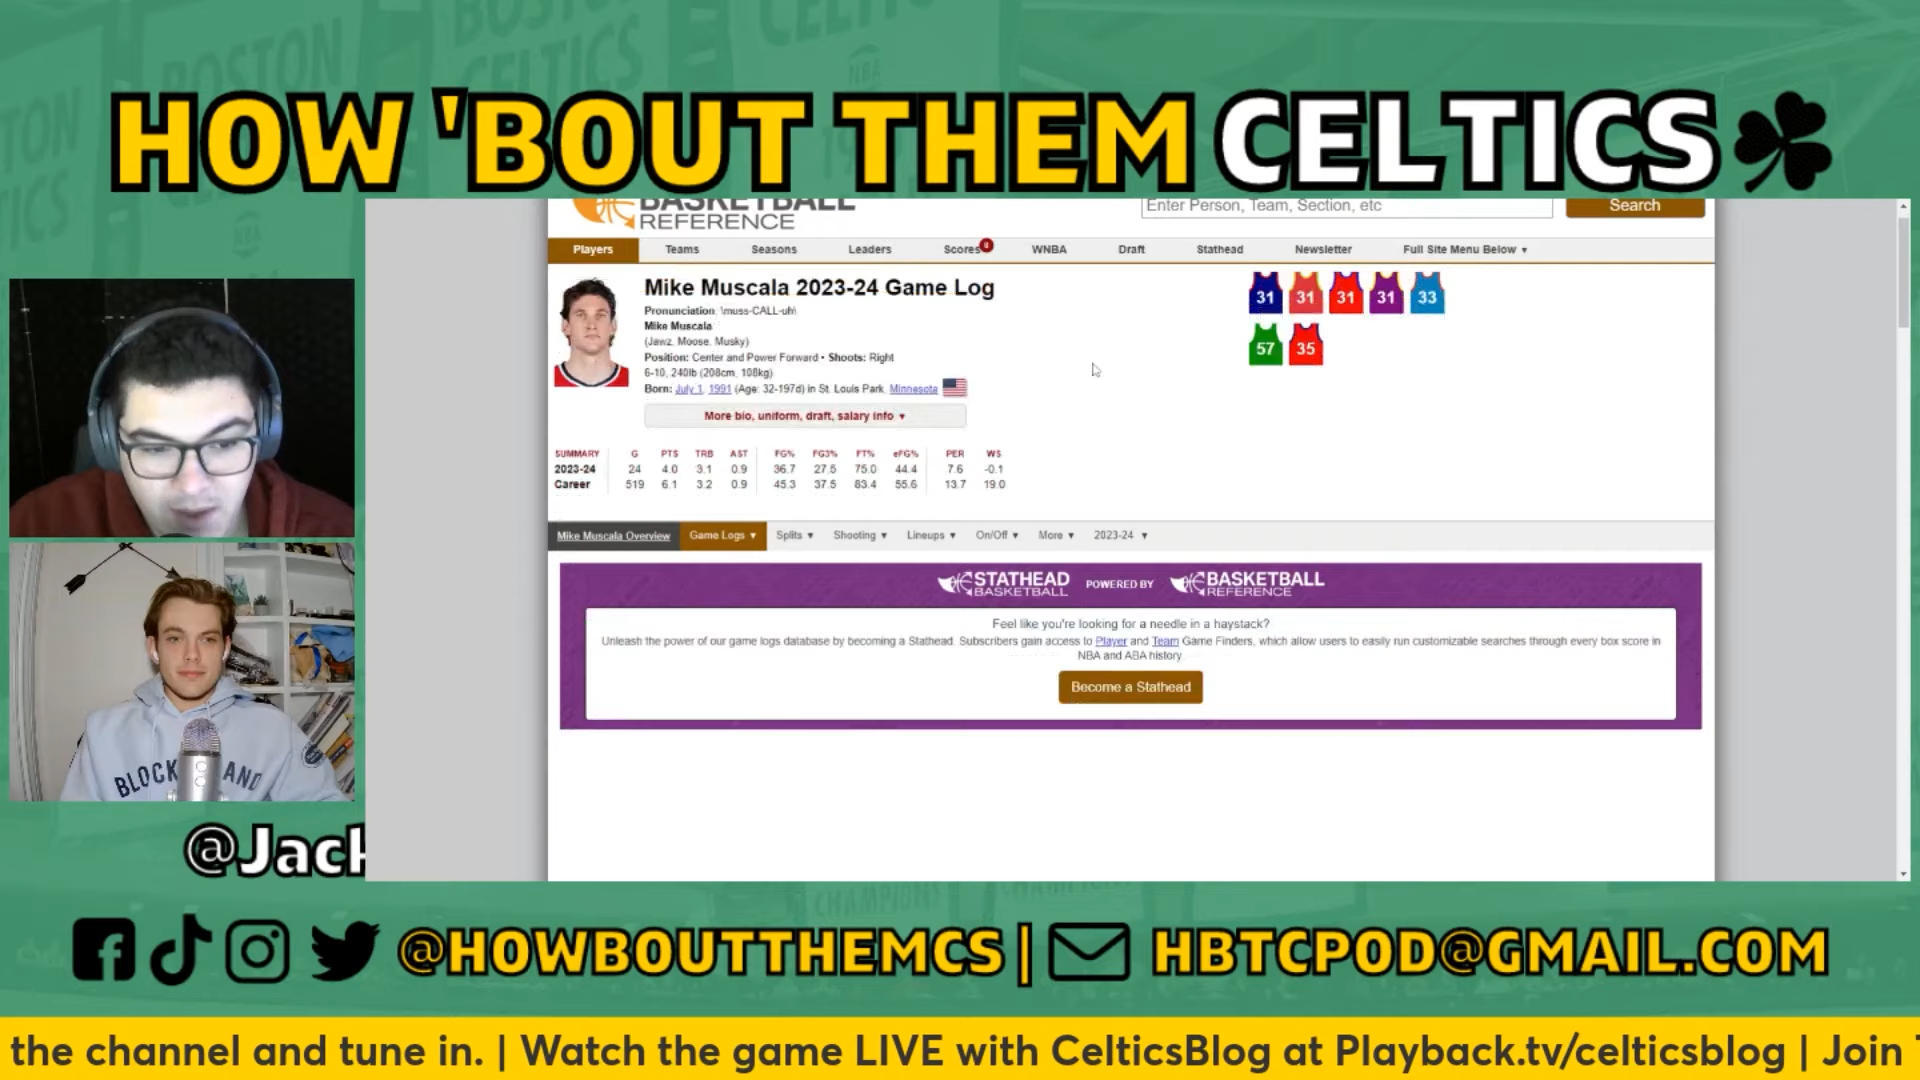 HOW 'BOUT THEM CELTICS
BASKETBALL
REFERENCE
Enter Person, Team, Section, etc
Search
Players Teams Seasons Leaders Scores 8 WNBA Draft Stathead Newsletter Full Site Menu Below ▼
Mike Muscala 2023-24 Game Log
Pronunciation: \muss-CALL-uh\
Mike Muscala
(Jawz, Moose, Musky)
Position: Center and Power Forward • Shoots: Right
6-10, 240lb (208cm, 108kg)
Born: July 1, 1991 (Age: 32-197d) in St. Louis Park, Minnesota
More bio, uniform, draft, salary info ▼
31 31 31 31 33
57 35
SUMMARY G PTS TRB AST FG% FG3% FT% eFG% PER WS
2023-24 24 4.0 3.1 0.9 36.7 27.5 75.0 44.4 7.6 -0.1
Career 519 6.1 3.2 0.9 45.3 37.5 83.4 55.6 13.7 19.0
Mike Muscala Overview Game Logs ▼ Splits ▼ Shooting ▼ Lineups ▼ On/Off ▼ More ▼ 2023-24 ▼
STATHEAD BASKETBALL POWERED BY BASKETBALL REFERENCE
Feel like you're looking for a needle in a haystack?
Unleash the power of our game logs database by becoming a Stathead. Subscribers gain access to Player and Team Game Finders, which allow users to easily run customizable searches through every box score in
NBA and ABA history.
Become a Stathead
BLOCK AND
@Jack
@HOWBOUTTHEMCS | HBTCPOD@GMAIL.COM
the channel and tune in. | Watch the game LIVE with CelticsBlog at Playback.tv/celticsblog | Join